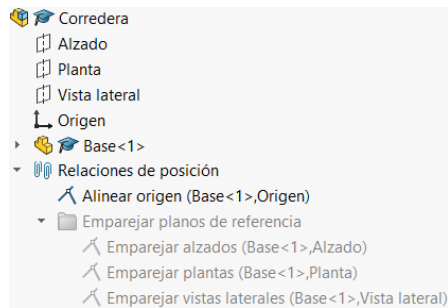 Corredera
Alzado
Planta
Vista lateral
Origen
Base<1>
Relaciones de posición
Alinear origen (Base<1>,Origen)
Emparejar planos de referencia
Emparejar alzados (Base<1>,Alzado)
Emparejar plantas (Base<1>,Planta)
Emparejar vistas laterales (Base<1>,Vista lateral)